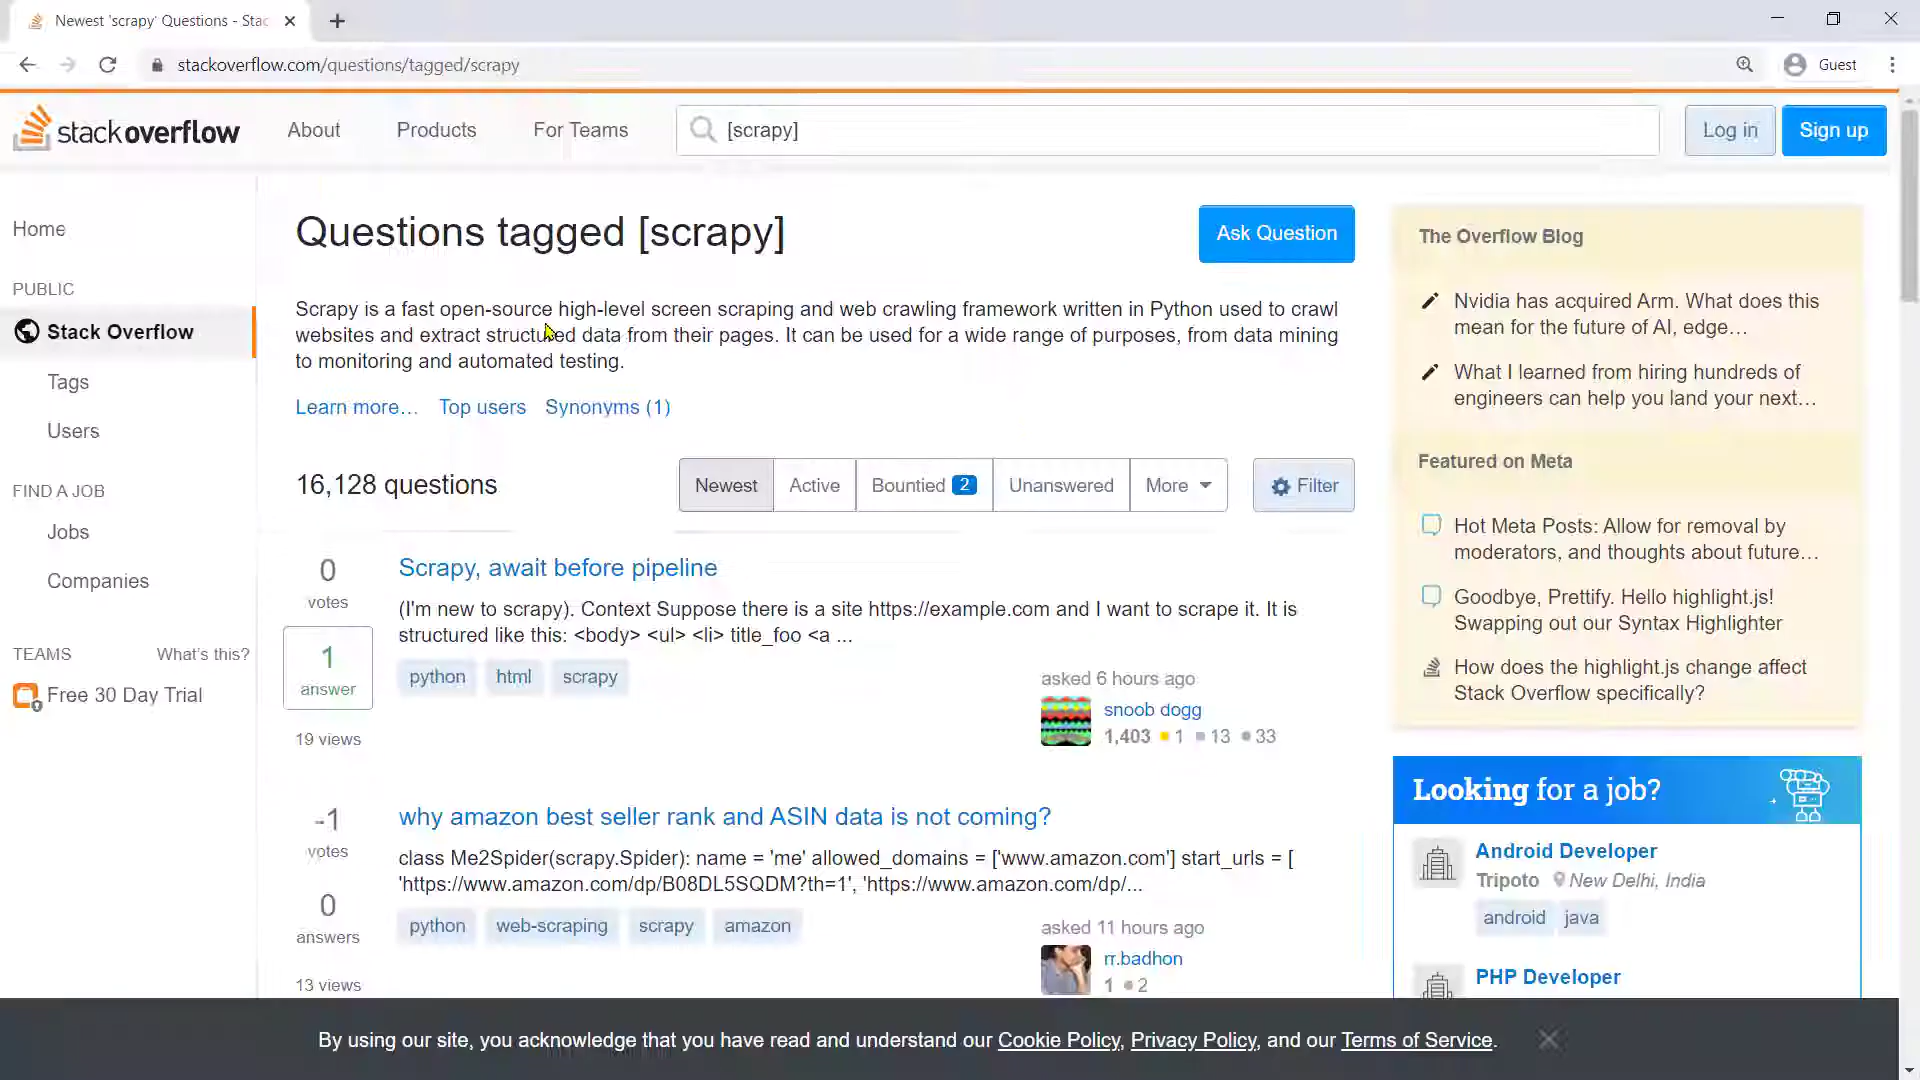 Newest 'scrapy' Questions - Stac
stackoverflow.com/questions/tagged/scrapy
Guest
stackoverflow
About
Products
For Teams
[scrapy]
Log in
Sign up
Home
PUBLIC
Stack Overflow
Tags
Users
FIND A JOB
Jobs
Companies
TEAMS
What's this?
Free 30 Day Trial
Questions tagged [scrapy]
Ask Question
Scrapy is a fast open-source high-level screen scraping and web crawling framework written in Python used to crawl
websites and extract structured data from their pages. It can be used for a wide range of purposes, from data mining
to monitoring and automated testing.
Learn more…
Top users
Synonyms (1)
16,128 questions
Newest
Active
Bountied 2
Unanswered
More
Filter
0
votes
1
answer
19 views
Scrapy, await before pipeline
(I'm new to scrapy). Context Suppose there is a site https://example.com and I want to scrape it. It is
structured like this: <body> <ul> <li> title_foo <a ...
python
html
scrapy
asked 6 hours ago
snoob dogg
1,403 1 13 33
-1
votes
0
answers
13 views
why amazon best seller rank and ASIN data is not coming?
class Me2Spider(scrapy.Spider): name = 'me' allowed_domains = ['www.amazon.com'] start_urls = [
'https://www.amazon.com/dp/B08DL5SQDM?th=1', 'https://www.amazon.com/dp/...
python
web-scraping
scrapy
amazon
asked 11 hours ago
rr.badhon
1 2
The Overflow Blog
Nvidia has acquired Arm. What does this
mean for the future of AI, edge…
What I learned from hiring hundreds of
engineers can help you land your next…
Featured on Meta
Hot Meta Posts: Allow for removal by
moderators, and thoughts about future…
Goodbye, Prettify. Hello highlight.js!
Swapping out our Syntax Highlighter
How does the highlight.js change affect
Stack Overflow specifically?
Looking for a job?
Android Developer
Tripoto New Delhi, India
android
java
PHP Developer
By using our site, you acknowledge that you have read and understand our Cookie Policy, Privacy Policy, and our Terms of Service.